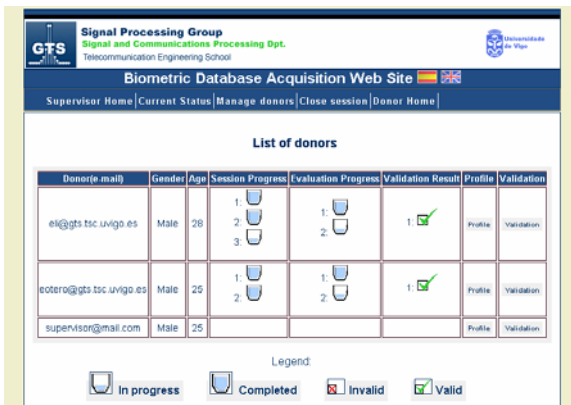 GTS
Signal Processing Group
Signal and Communications Processing Dpt.
Telecommunication Engineering School
Universidade
de Vigo
Biometric Database Acquisition Web Site
Supervisor Home|Current Status|Manage donors|Close session|Donor Home|
List of donors
Donor(e-mail) Gender Age Session Progress Evaluation Progress Validation Result Profile Validation
eli@gts.tsc.uvigo.es Male 28 1: 2: 3: 1: 2: 1: Profile Validation
eotero@gts.tsc.uvigo.es Male 25 1: 2: 1: 2: 1: Profile Validation
supervisor@mail.com Male 25 Profile Validation
Legend:
In progress Completed Invalid Valid